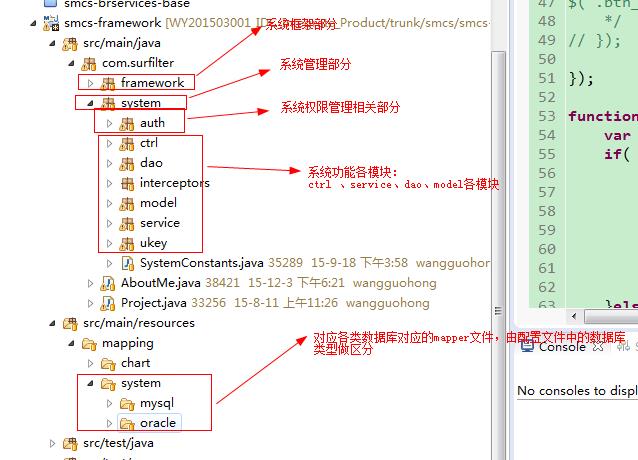 smcs-brservices-base
smcs-framework [WY201503001_ID _Product/trunk/smcs/smcs-
系统框架部分
src/main/java
com.surfilter
系统管理部分
framework
system
系统权限管理相关部分
auth
ctrl
dao
系统功能各模块:
interceptors
ctrl 、service、dao、model各模块
model
service
ukey
SystemConstants.java 35289 15-9-18 下午3:58 wangguohor
AboutMe.java 38421 15-12-3 下午6:21 wangguohong
Project.java 33256 15-8-11 上午11:26 wangguohong
src/main/resources
对应各类数据库对应的mapper文件，由配置文件中的数据库
类型做区分
mapping
chart
system
mysql
oracle
src/test/java
47 $( .btn_
48 */
49 // });
50
51 });
52
53 function
54 var
55 if(
56
57
58
59
60
61
62
63 }els
Console
No consoles to displ